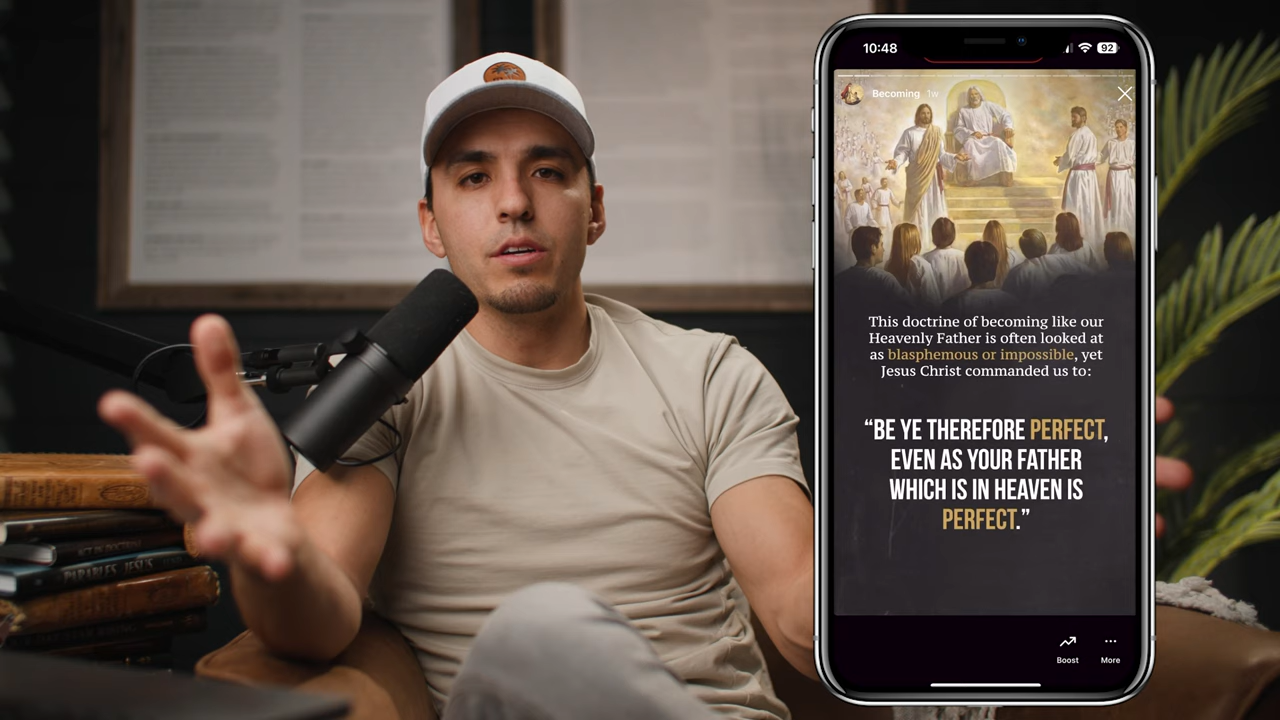 10:48
92
Becoming 1w
This doctrine of becoming like our
Heavenly Father is often looked at
as blasphemous or impossible, yet
Jesus Christ commanded us to:
“BE YE THEREFORE PERFECT,
EVEN AS YOUR FATHER
WHICH IS IN HEAVEN IS
PERFECT.”
Boost
More
PARABLES JESUS